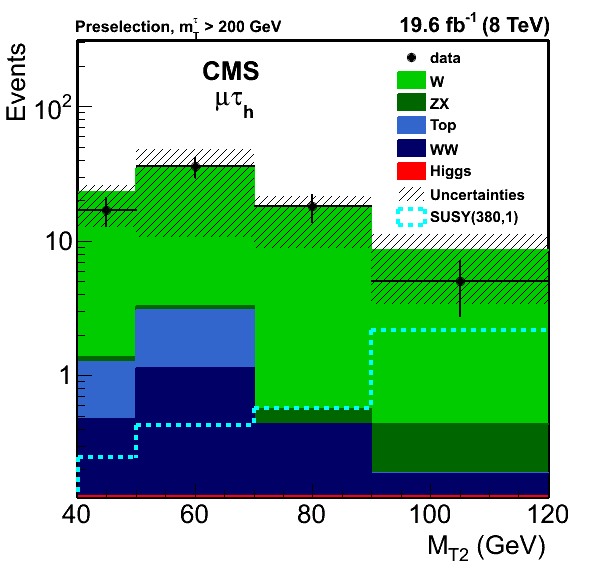 Preselection, m_T^τ > 200 GeV
19.6 fb⁻¹ (8 TeV)
Events
CMS
μτ_h
data
W
ZX
Top
WW
Higgs
Uncertainties
SUSY(380,1)
10²
10
1
40 60 80 100 120
M_T2 (GeV)